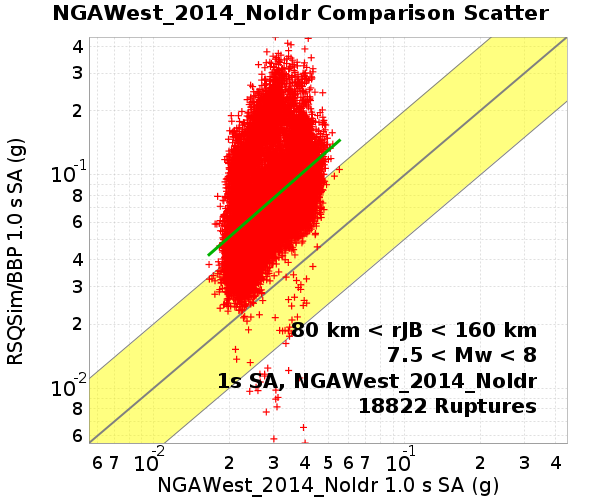 NGAWest_2014_NoIdr Comparison Scatter
RSQSim/BBP 1.0 s SA (g)
4
3
2
10-1
8
6
4
3
2
10-2
8
6
80 km < rJB < 160 km
7.5 < Mw < 8
1s SA, NGAWest_2014_NoIdr
18822 Ruptures
6 7 10-2 2 3 4 5 6 7 10-1 2 3 4
NGAWest_2014_NoIdr 1.0 s SA (g)